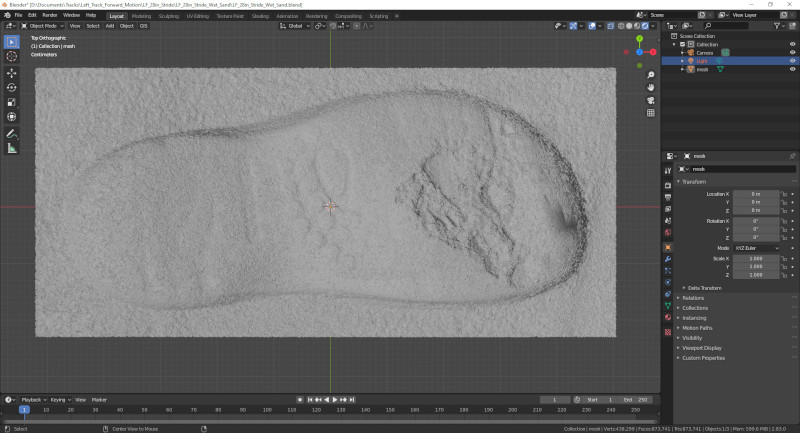 Blender* [D:\Documents\Tracks\Loft_Track_Forward_Motion\LF_2Bin_Stride\LF_2Bin_Stride_Wet_Sand\LF_2Bin_Stride_Wet_Sand.blend]
File Edit Render Window Help Layout Modeling Sculpting UV Editing Texture Paint Shading Animation Rendering Compositing Scripting
Scene View Layer
Object Mode View Select Add Object GIS Global
Top Orthographic
(1) Collection | mesh
Centimeters
Scene Collection
Collection
Camera
Light
mesh
mesh
mesh
Transform
Location X 0 m
Y 0 m
Z 0 m
Rotation X 0°
Y 0°
Z 0°
Mode XYZ Euler
Scale X 1.000
Y 1.000
Z 1.000
Delta Transform
Relations
Collections
Instancing
Motion Paths
Visibility
Viewport Display
Custom Properties
Playback Keying View Marker 1 Start 1 End 250
1 10 20 30 40 50 60 70 80 90 100 110 120 130 140 150 160 170 180 190 200 210 220 230 240 250
Select Center View to Mouse Collection | mesh | Verts:438,298 | Faces:873,741 | Tris:873,741 | Objects:1/3 | Mem: 599.6 MiB | 2.83.0